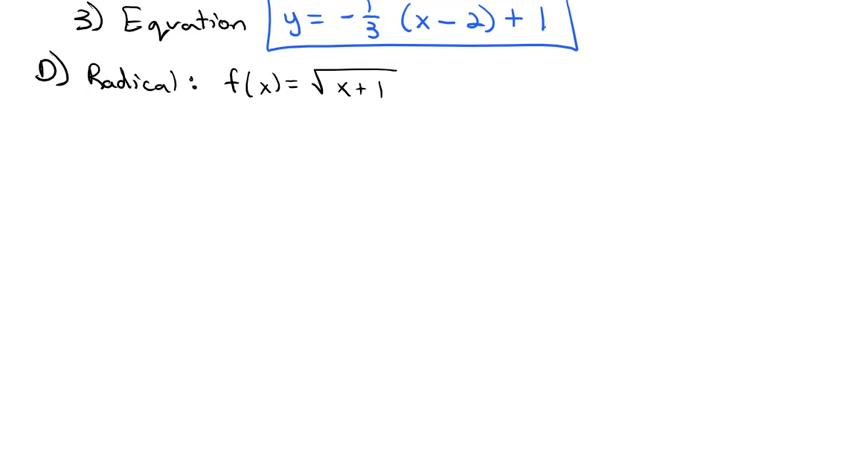 3) Equation y = -1/3 (x - 2) + 1
D) Radical: f(x) = √(x + 1)